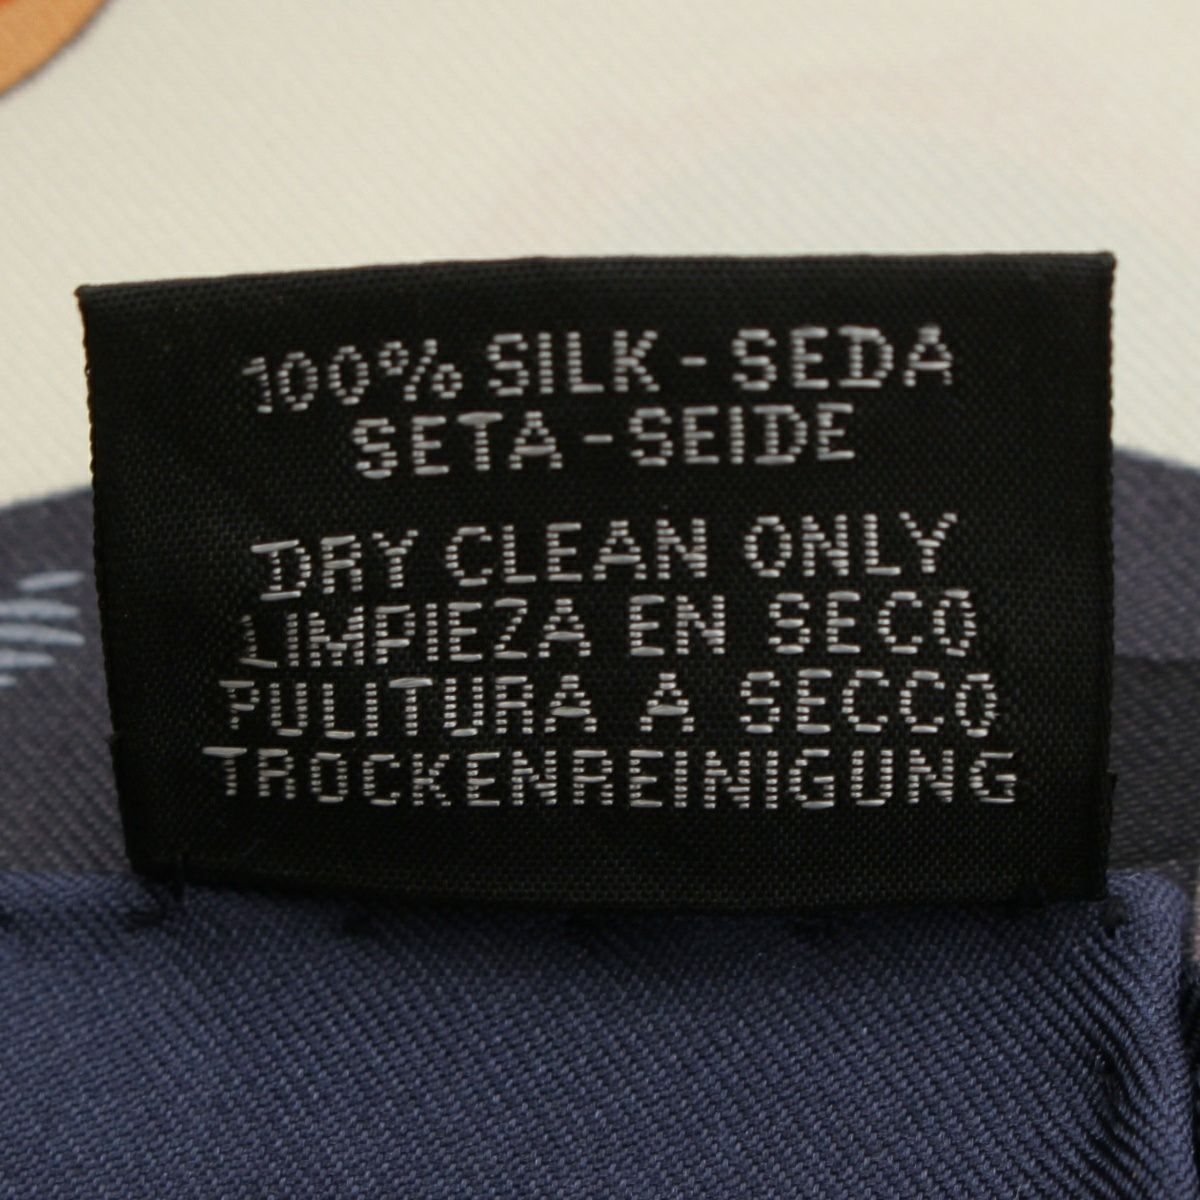 100% SILK - SEDA
SETA - SEIDE
DRY CLEAN ONLY
LIMPIEZA EN SECO
PULITURA A SECCO
TROCKENREINIGUNG